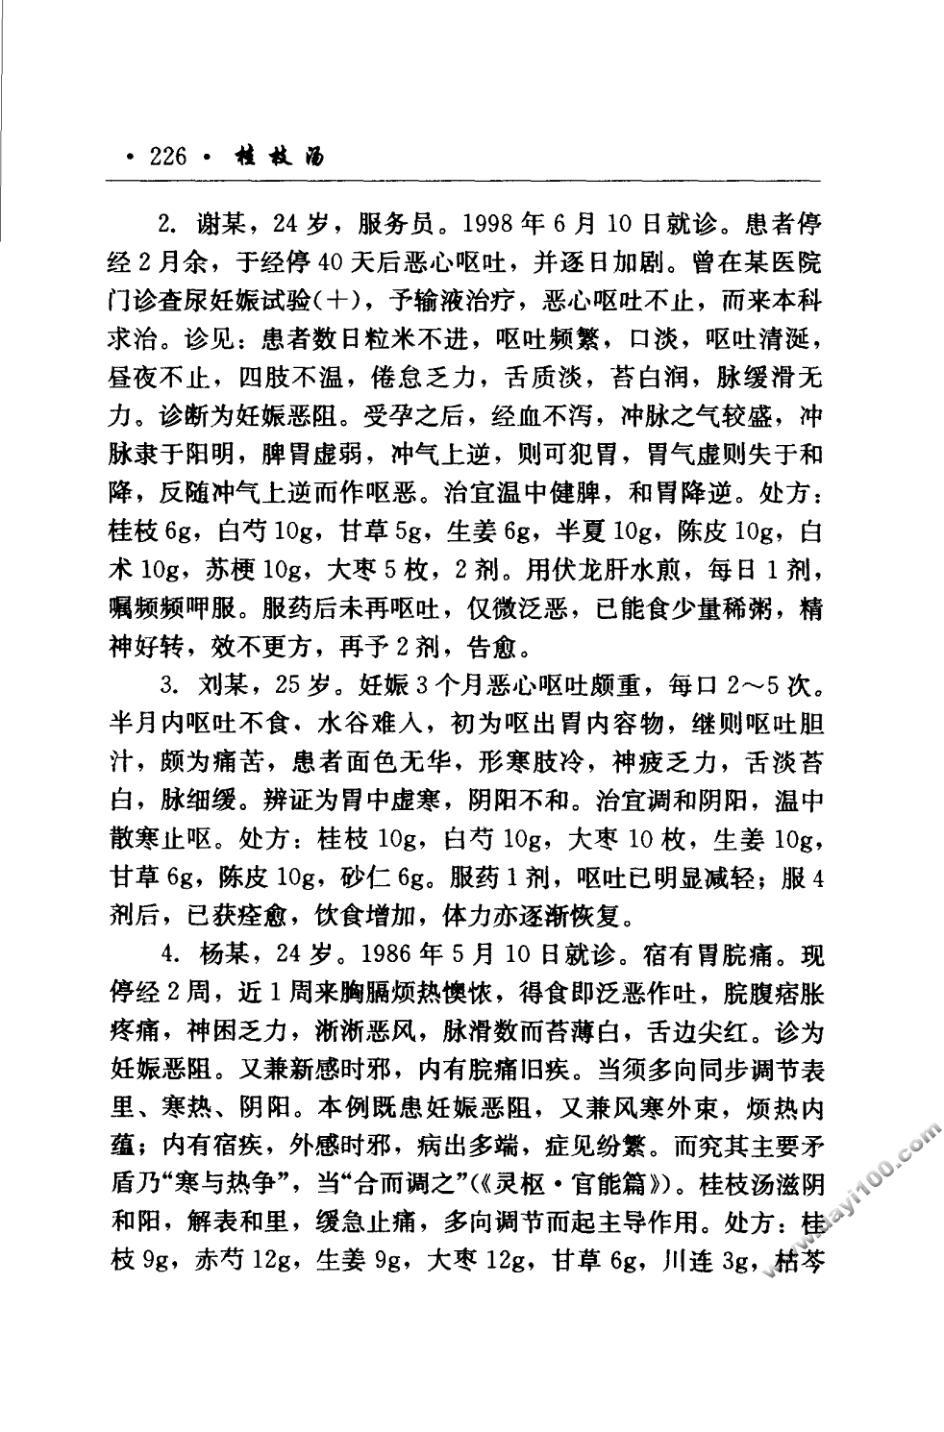 ·226· 桂枝汤
2. 谢某，24 岁，服务员。1998 年 6 月 10 日就诊。患者停
经 2 月余，于经停 40 天后恶心呕吐，并逐日加剧。曾在某医院
门诊查尿妊娠试验(十)，予输液治疗，恶心呕吐不止，而来本科
求治。诊见：患者数日粒米不进，呕吐频繁，口淡，呕吐清涎，
昼夜不止，四肢不温，倦怠乏力，舌质淡，苔白润，脉缓滑无
力。诊断为妊娠恶阻。受孕之后，经血不泻，冲脉之气较盛，冲
脉隶于阳明，脾胃虚弱，冲气上逆，则可犯胃，胃气虚则失于和
降，反随冲气上逆而作呕恶。治宜温中健脾，和胃降逆。处方：
桂枝 6g，白芍 10g，甘草 5g，生姜 6g，半夏 10g，陈皮 10g，白
术 10g，苏梗 10g，大枣 5 枚，2 剂。用伏龙肝水煎，每日 1 剂，
嘱频频呷服。服药后未再呕吐，仅微泛恶，已能食少量稀粥，精
神好转，效不更方，再予 2 剂，告愈。
3. 刘某，25 岁。妊娠 3 个月恶心呕吐颇重，每口 2～5 次。
半月内呕吐不食，水谷难入，初为呕出胃内容物，继则呕吐胆
汁，颇为痛苦，患者面色无华，形寒肢冷，神疲乏力，舌淡苔
白，脉细缓。辨证为胃中虚寒，阴阳不和。治宜调和阴阳，温中
散寒止呕。处方：桂枝 10g，白芍 10g，大枣 10 枚，生姜 10g，
甘草 6g，陈皮 10g，砂仁 6g。服药 1 剂，呕吐已明显减轻；服 4
剂后，已获痊愈，饮食增加，体力亦逐渐恢复。
4. 杨某，24 岁。1986 年 5 月 10 日就诊。宿有胃脘痛。现
停经 2 周，近 1 周来胸膈烦热懊侬，得食即泛恶作吐，脘腹痞胀
疼痛，神困乏力，淅淅恶风，脉滑数而苔薄白，舌边尖红。诊为
妊娠恶阻。又兼新感时邪，内有脘痛旧疾。当须多向同步调节表
里、寒热、阴阳。本例既患妊娠恶阻，又兼风寒外束，烦热内
蕴；内有宿疾，外感时邪，病出多端，症见纷繁。而究其主要矛
盾乃“寒与热争”，当“合而调之”(《灵枢·官能篇》)。桂枝汤滋阴
和阳，解表和里，缓急止痛，多向调节而起主导作用。处方：桂
枝 9g，赤芍 12g，生姜 9g，大枣 12g，甘草 6g，川连 3g，枯芩
www.dayi100.com